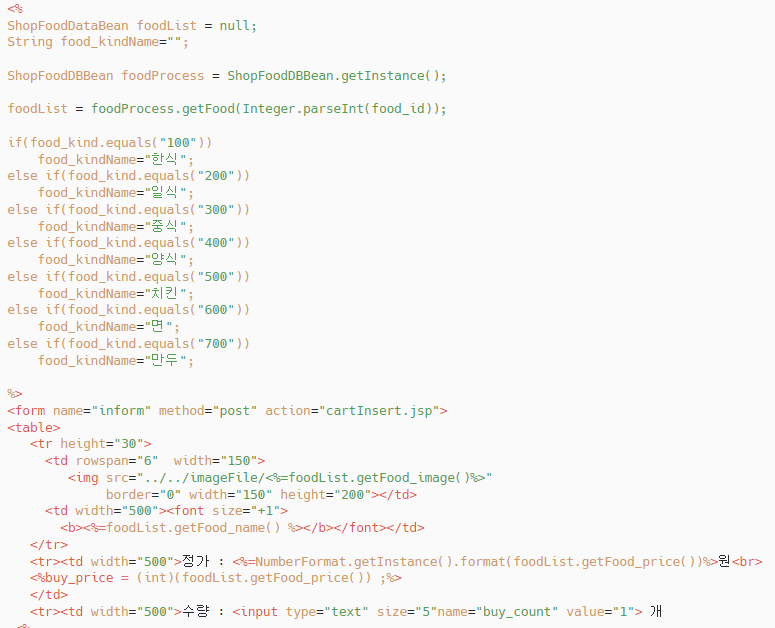 <%
ShopFoodDataBean foodList = null;
String food_kindName="";
ShopFoodDBBean foodProcess = ShopFoodDBBean.getInstance();
foodList = foodProcess.getFood(Integer.parseInt(food_id));
if(food_kind.equals("100"))
    food_kindName="한식";
else if(food_kind.equals("200"))
    food_kindName="일식";
else if(food_kind.equals("300"))
    food_kindName="중식";
else if(food_kind.equals("400"))
    food_kindName="양식";
else if(food_kind.equals("500"))
    food_kindName="치킨";
else if(food_kind.equals("600"))
    food_kindName="면";
else if(food_kind.equals("700"))
    food_kindName="만두";
%>
<form name="inform" method="post" action="cartInsert.jsp">
<table>
   <tr height="30">
     <td rowspan="6"  width="150">
        <img src="../../imageFile/<%=foodList.getFood_image()%>"
             border="0" width="150" height="200"></td>
     <td width="500"><font size="+1">
       <b><%=foodList.getFood_name() %></b></font></td>
   </tr>
   <tr><td width="500">정가 : <%=NumberFormat.getInstance().format(foodList.getFood_price())%>원<br>
   <%buy_price = (int)(foodList.getFood_price()) ;%>
   </td>
   <tr><td width="500">수량 : <input type="text" size="5"name="buy_count" value="1"> 개